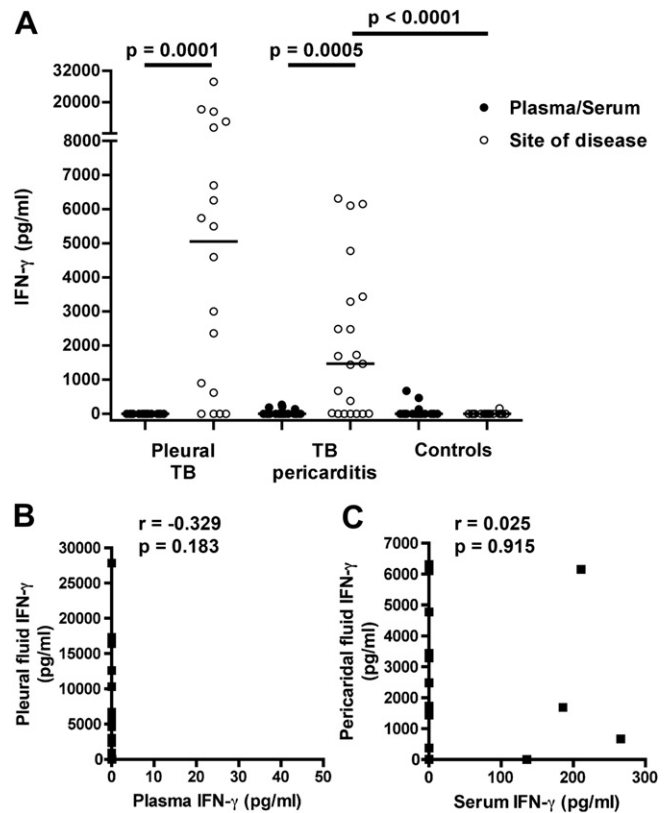 A
p < 0.0001
p = 0.0001
p = 0.0005
32000
20000
8000
7000
6000
5000
4000
3000
2000
1000
0
IFN-γ (pg/ml)
Plasma/Serum
Site of disease
Pleural
TB
TB
pericarditis
Controls
B
r = -0.329
p = 0.183
30000
25000
20000
15000
10000
5000
0
Pleural fluid IFN-γ
(pg/ml)
0 10 20 30 40 50
Plasma IFN-γ (pg/ml)
C
r = 0.025
p = 0.915
7000
6000
5000
4000
3000
2000
1000
0
Pericaridal fluid IFN-γ
(pg/ml)
0 100 200 300
Serum IFN-γ (pg/ml)